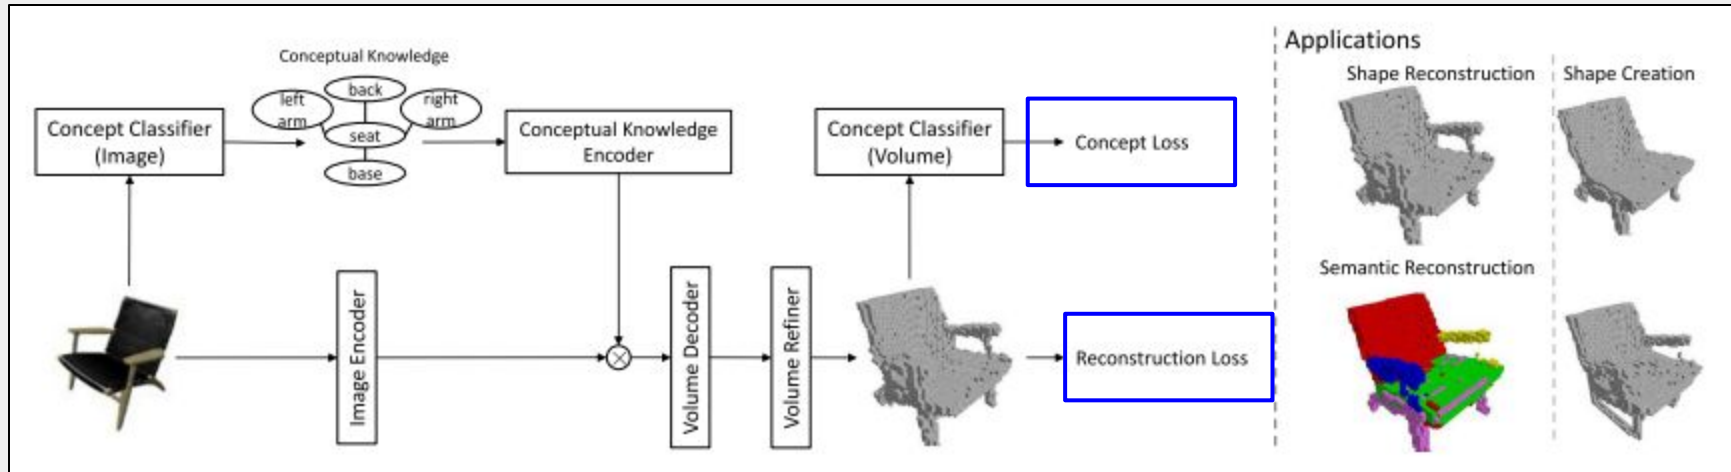 Conceptual Knowledge
back
left
arm
right
arm
seat
base
Concept Classifier
(Image)
Conceptual Knowledge
Encoder
Concept Classifier
(Volume)
Concept Loss
Image Encoder
Volume Decoder
Volume Refiner
Reconstruction Loss
Applications
Shape Reconstruction
Shape Creation
Semantic Reconstruction